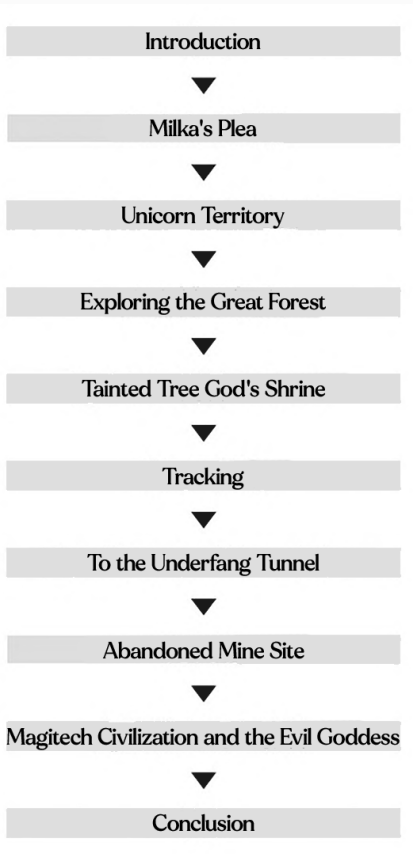 Introduction
Milka's Plea
Unicorn Territory
Exploring the Great Forest
Tainted Tree God's Shrine
Tracking
To the Underfang Tunnel
Abandoned Mine Site
Magitech Civilization and the Evil Goddess
Conclusion